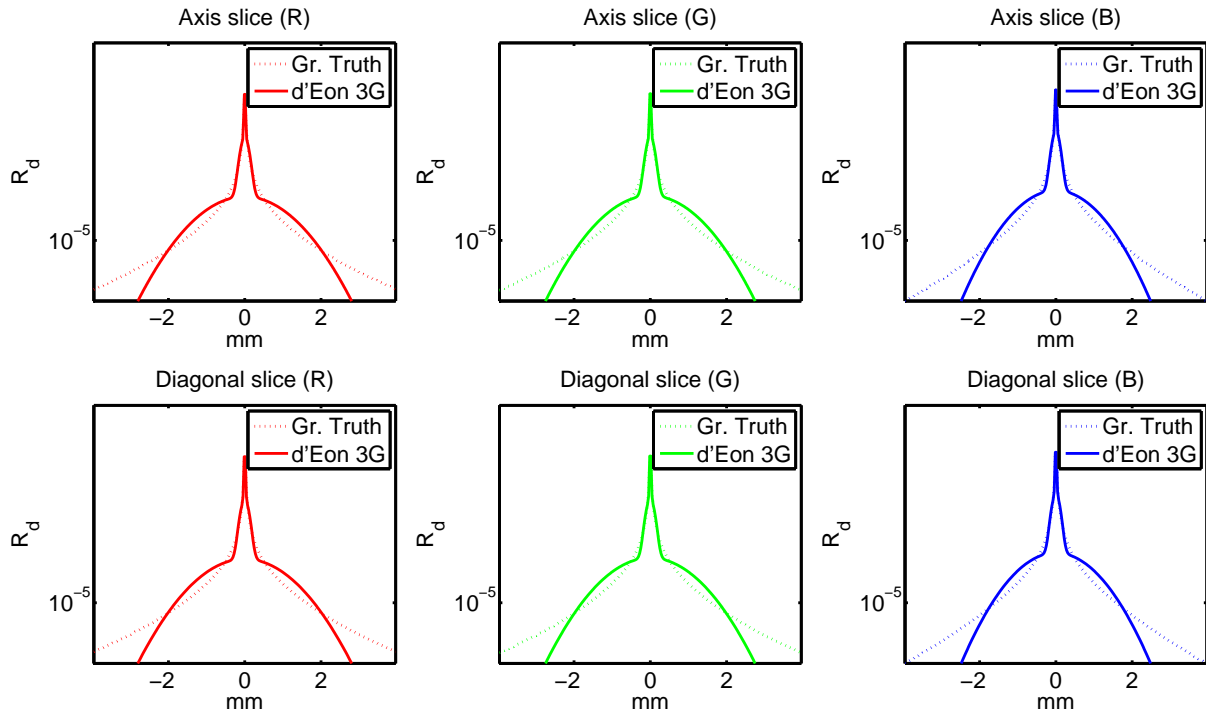 Axis slice (R)
Gr. Truth
d'Eon 3G
R_d
10^−5
−2 0 2
mm
Axis slice (G)
Gr. Truth
d'Eon 3G
R_d
10^−5
−2 0 2
mm
Axis slice (B)
Gr. Truth
d'Eon 3G
R_d
10^−5
−2 0 2
mm
Diagonal slice (R)
Gr. Truth
d'Eon 3G
R_d
10^−5
−2 0 2
mm
Diagonal slice (G)
Gr. Truth
d'Eon 3G
R_d
10^−5
−2 0 2
mm
Diagonal slice (B)
Gr. Truth
d'Eon 3G
R_d
10^−5
−2 0 2
mm